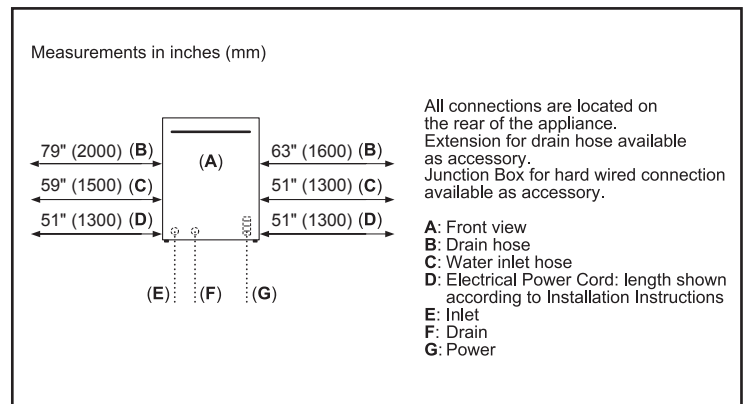 Measurements in inches (mm)
79" (2000) (B)
59" (1500) (C)
51" (1300) (D)
(A)
63" (1600) (B)
51" (1300) (C)
51" (1300) (D)
(E)
(F)
(G)
All connections are located on
the rear of the appliance.
Extension for drain hose available
as accessory.
Junction Box for hard wired connection
available as accessory.
A: Front view
B: Drain hose
C: Water inlet hose
D: Electrical Power Cord: length shown
according to Installation Instructions
E: Inlet
F: Drain
G: Power